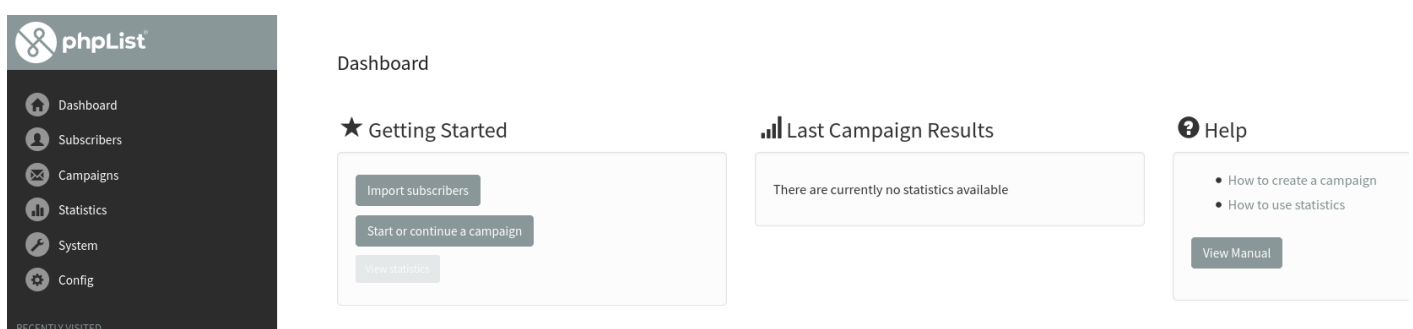 phpList
Dashboard
Subscribers
Campaigns
Statistics
System
Config
RECENTLY VISITED
Dashboard
Getting Started
Import subscribers
Start or continue a campaign
View statistics
Last Campaign Results
There are currently no statistics available
Help
How to create a campaign
How to use statistics
View Manual